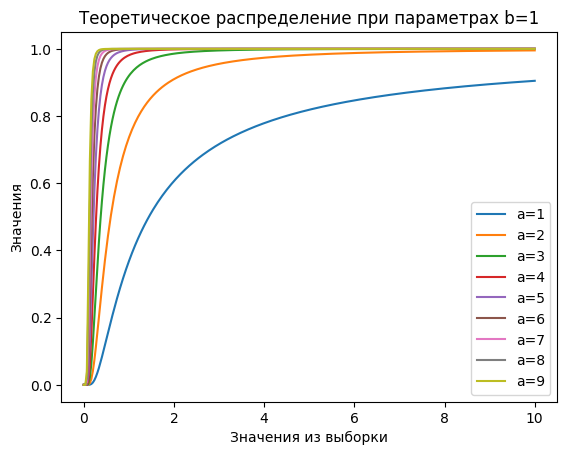 Теоретическое распределение при параметрах b=1
Значения
1.0
0.8
0.6
0.4
0.2
0.0
a=1
a=2
a=3
a=4
a=5
a=6
a=7
a=8
a=9
0 2 4 6 8 10
Значения из выборки